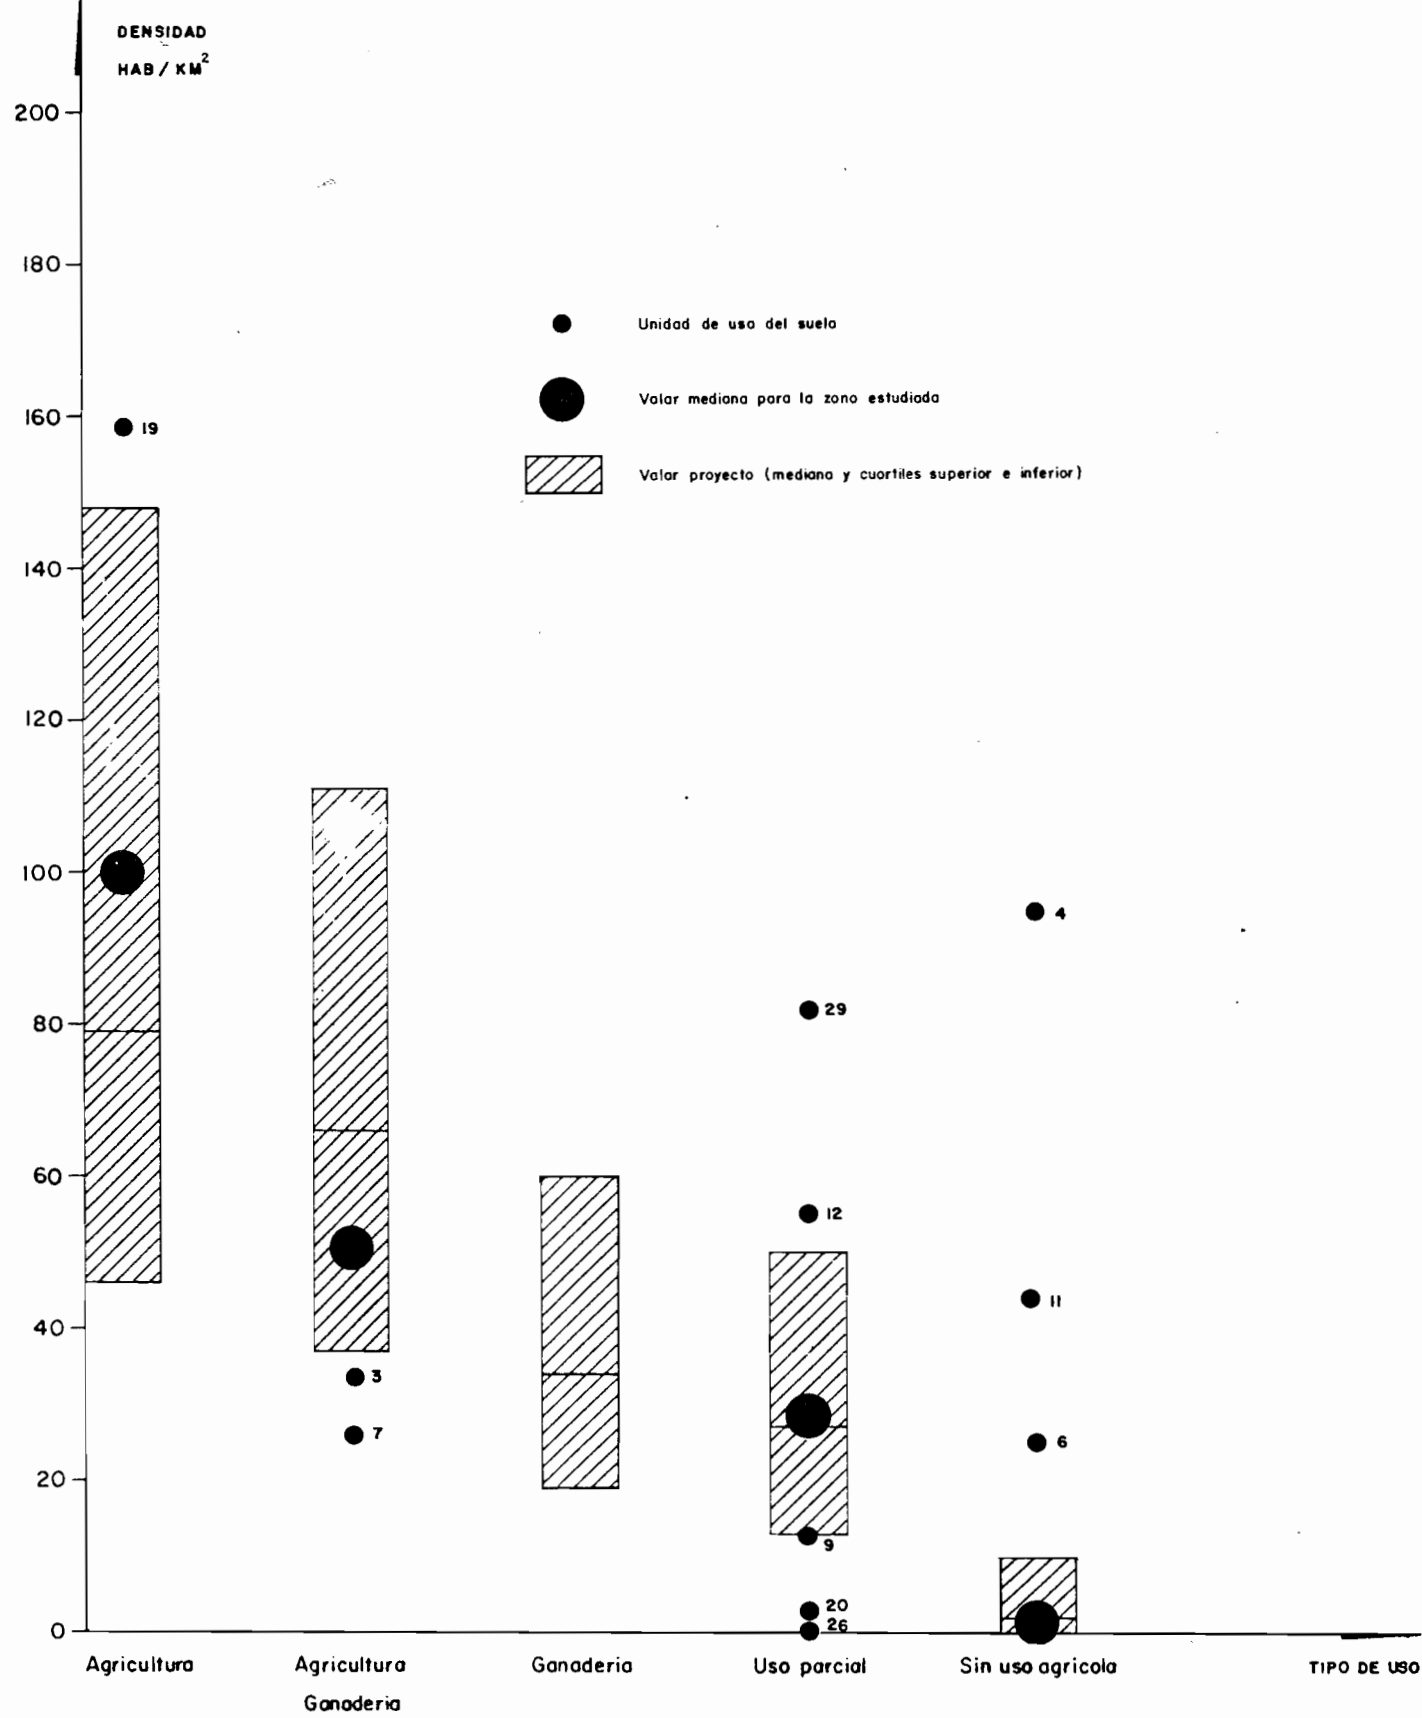 DENSIDAD
HAB / KM²
200
180
Unidad de uso del suelo
Valor mediana para la zona estudiada
160
19
Valor proyecto (mediana y cuartiles superior e inferior)
140
120
100
4
80
29
60
12
40
11
3
7
6
20
9
20
26
0
Agricultura
Agricultura
Ganaderia
Ganaderia
Uso parcial
Sin uso agricola
TIPO DE USO